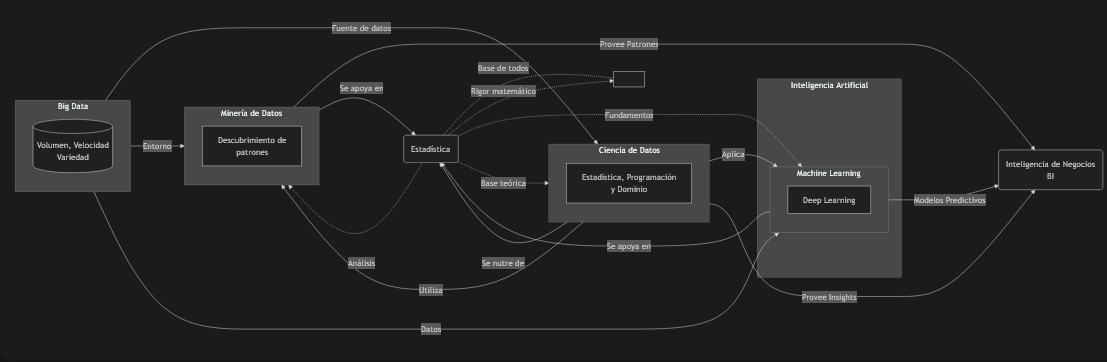 Fuente de datos
Provee Patrones
Base de todos
Se apoya en
Rigor matemático
Inteligencia Artificial
Big Data
Minería de Datos
Fundamentos
Volumen, Velocidad
Variedad
Entorno
Descubrimiento de
patrones
Estadística
Ciencia de Datos
Aplica
Inteligencia de Negocios
BI
Estadística, Programación
y Dominio
Base teórica
Machine Learning
Deep Learning
Modelos Predictivos
Se apoya en
Análisis
Se nutre de
Utiliza
Provee Insights
Datos